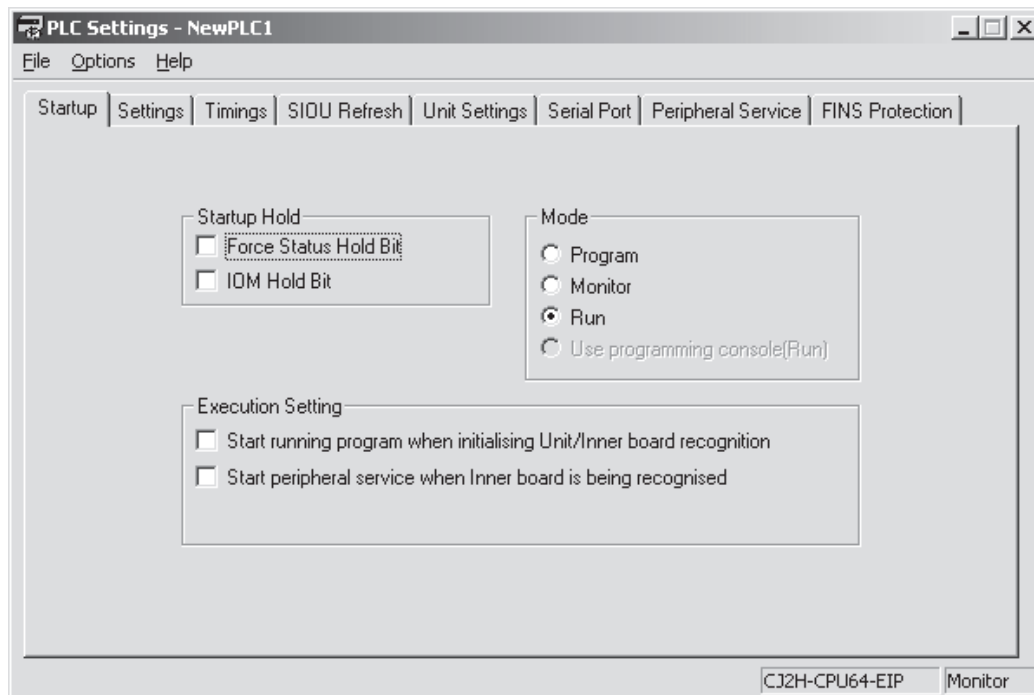 PLC Settings - NewPLC1
File Options Help
Startup Settings Timings SIOU Refresh Unit Settings Serial Port Peripheral Service FINS Protection
Startup Hold
Force Status Hold Bit
IOM Hold Bit
Mode
Program
Monitor
Run
Use programming console(Run)
Execution Setting
Start running program when initialising Unit/Inner board recognition
Start peripheral service when Inner board is being recognised
CJ2H-CPU64-EIP Monitor